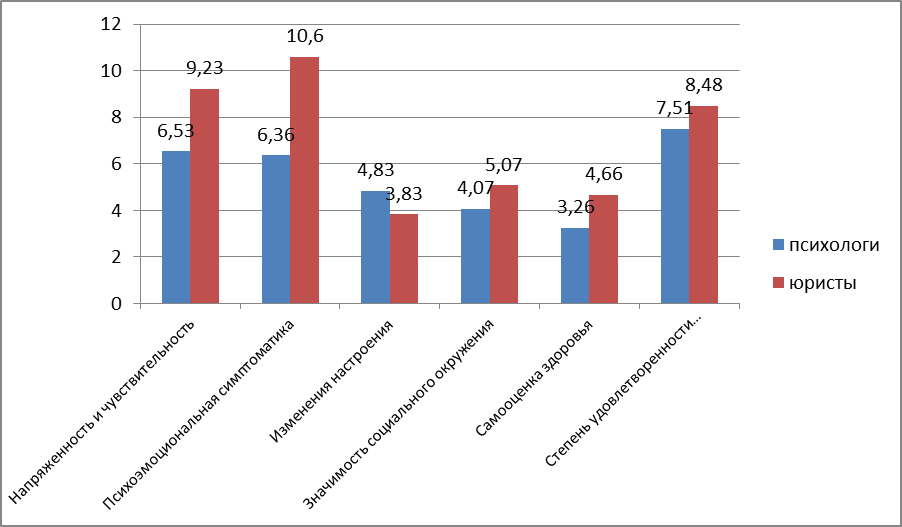 12
10
8
6
4
2
0
6,53
9,23
6,36
10,6
4,83
3,83
4,07
5,07
3,26
4,66
7,51
8,48
Напряженность и чувствительность
Психоэмоциональная симптоматика
Изменения настроения
Значимость социального окружения
Самооценка здоровья
Степень удовлетворенности...
психологи
юристы